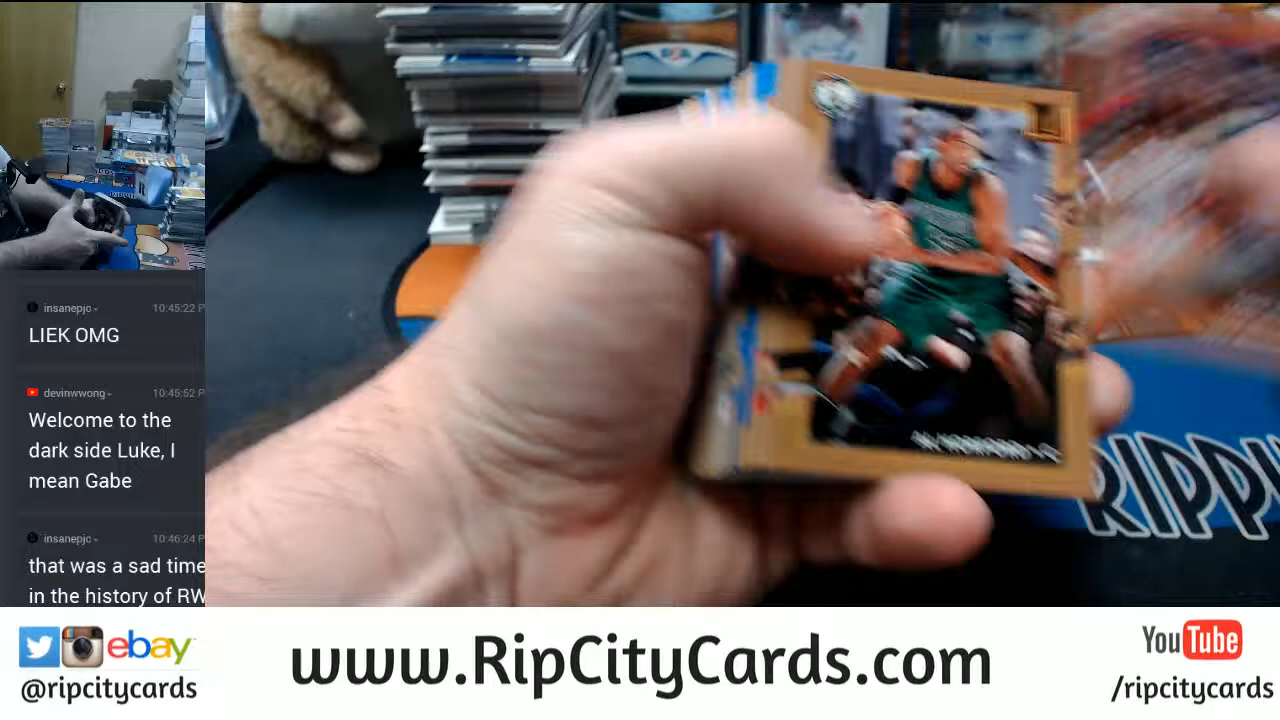 insanepjc
10:45:22 P
LIEK OMG
devinwwong
10:45:52 P
Welcome to the
dark side Luke, I
mean Gabe
insanepjc
10:46:24 P
that was a sad time
in the history of RW
RIPPI
ebay
@ripcitycards
www.RipCityCards.com
YouTube
/ripcitycards